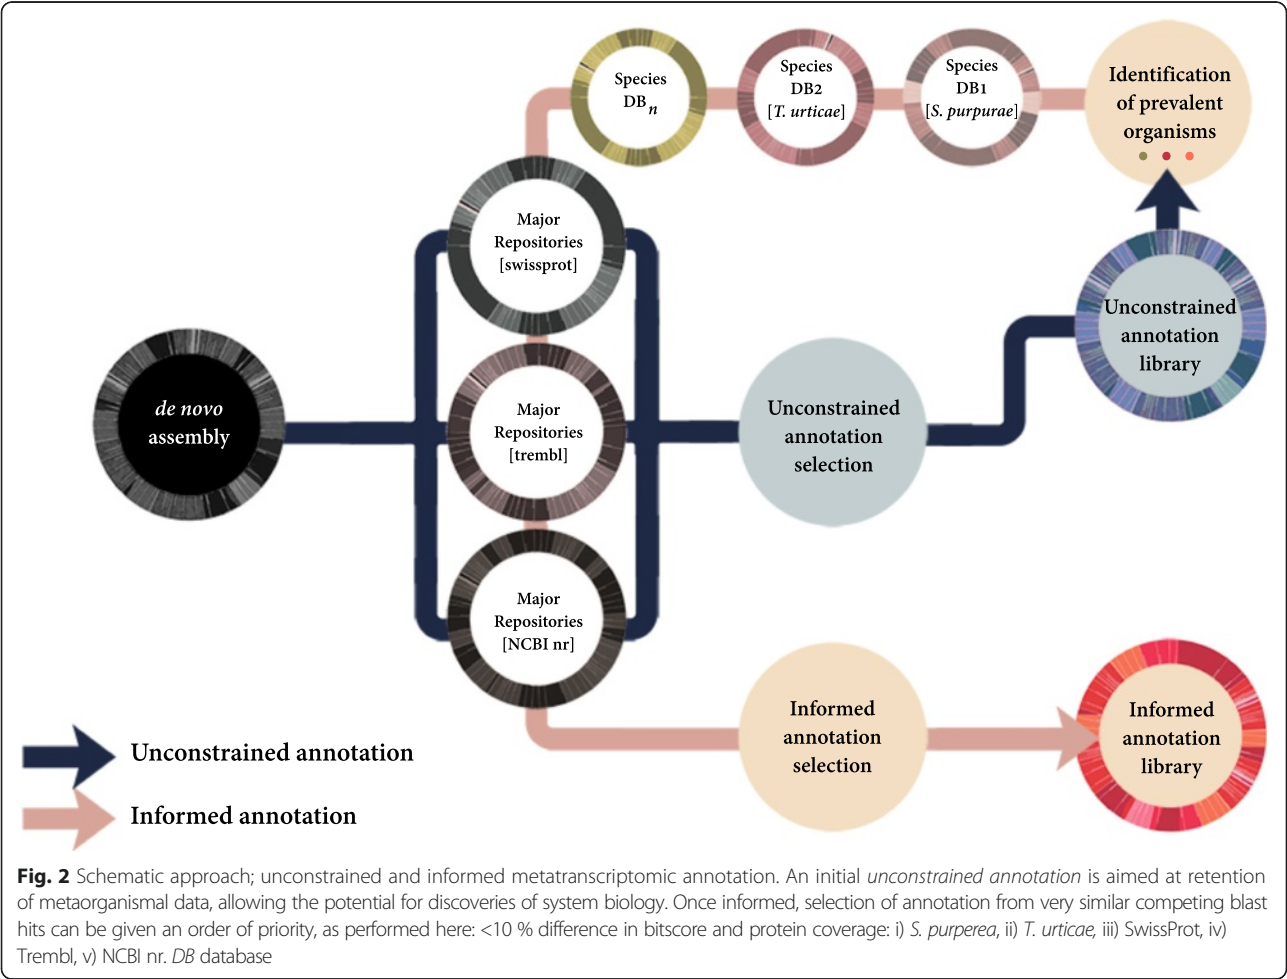 Species
DBn
Species
DB2
[T. urticae]
Species
DB1
[S. purpurae]
Identification
of prevalent
organisms
Major
Repositories
[swissprot]
Unconstrained
annotation
library
de novo
assembly
Major
Repositories
[trembl]
Unconstrained
annotation
selection
Major
Repositories
[NCBI nr]
Informed
annotation
selection
Informed
annotation
library
Unconstrained annotation
Informed annotation
Fig. 2 Schematic approach; unconstrained and informed metatranscriptomic annotation. An initial unconstrained annotation is aimed at retention
of metaorganismal data, allowing the potential for discoveries of system biology. Once informed, selection of annotation from very similar competing blast
hits can be given an order of priority, as performed here: <10 % difference in bitscore and protein coverage: i) S. purperea, ii) T. urticae, iii) SwissProt, iv)
Trembl, v) NCBI nr. DB database